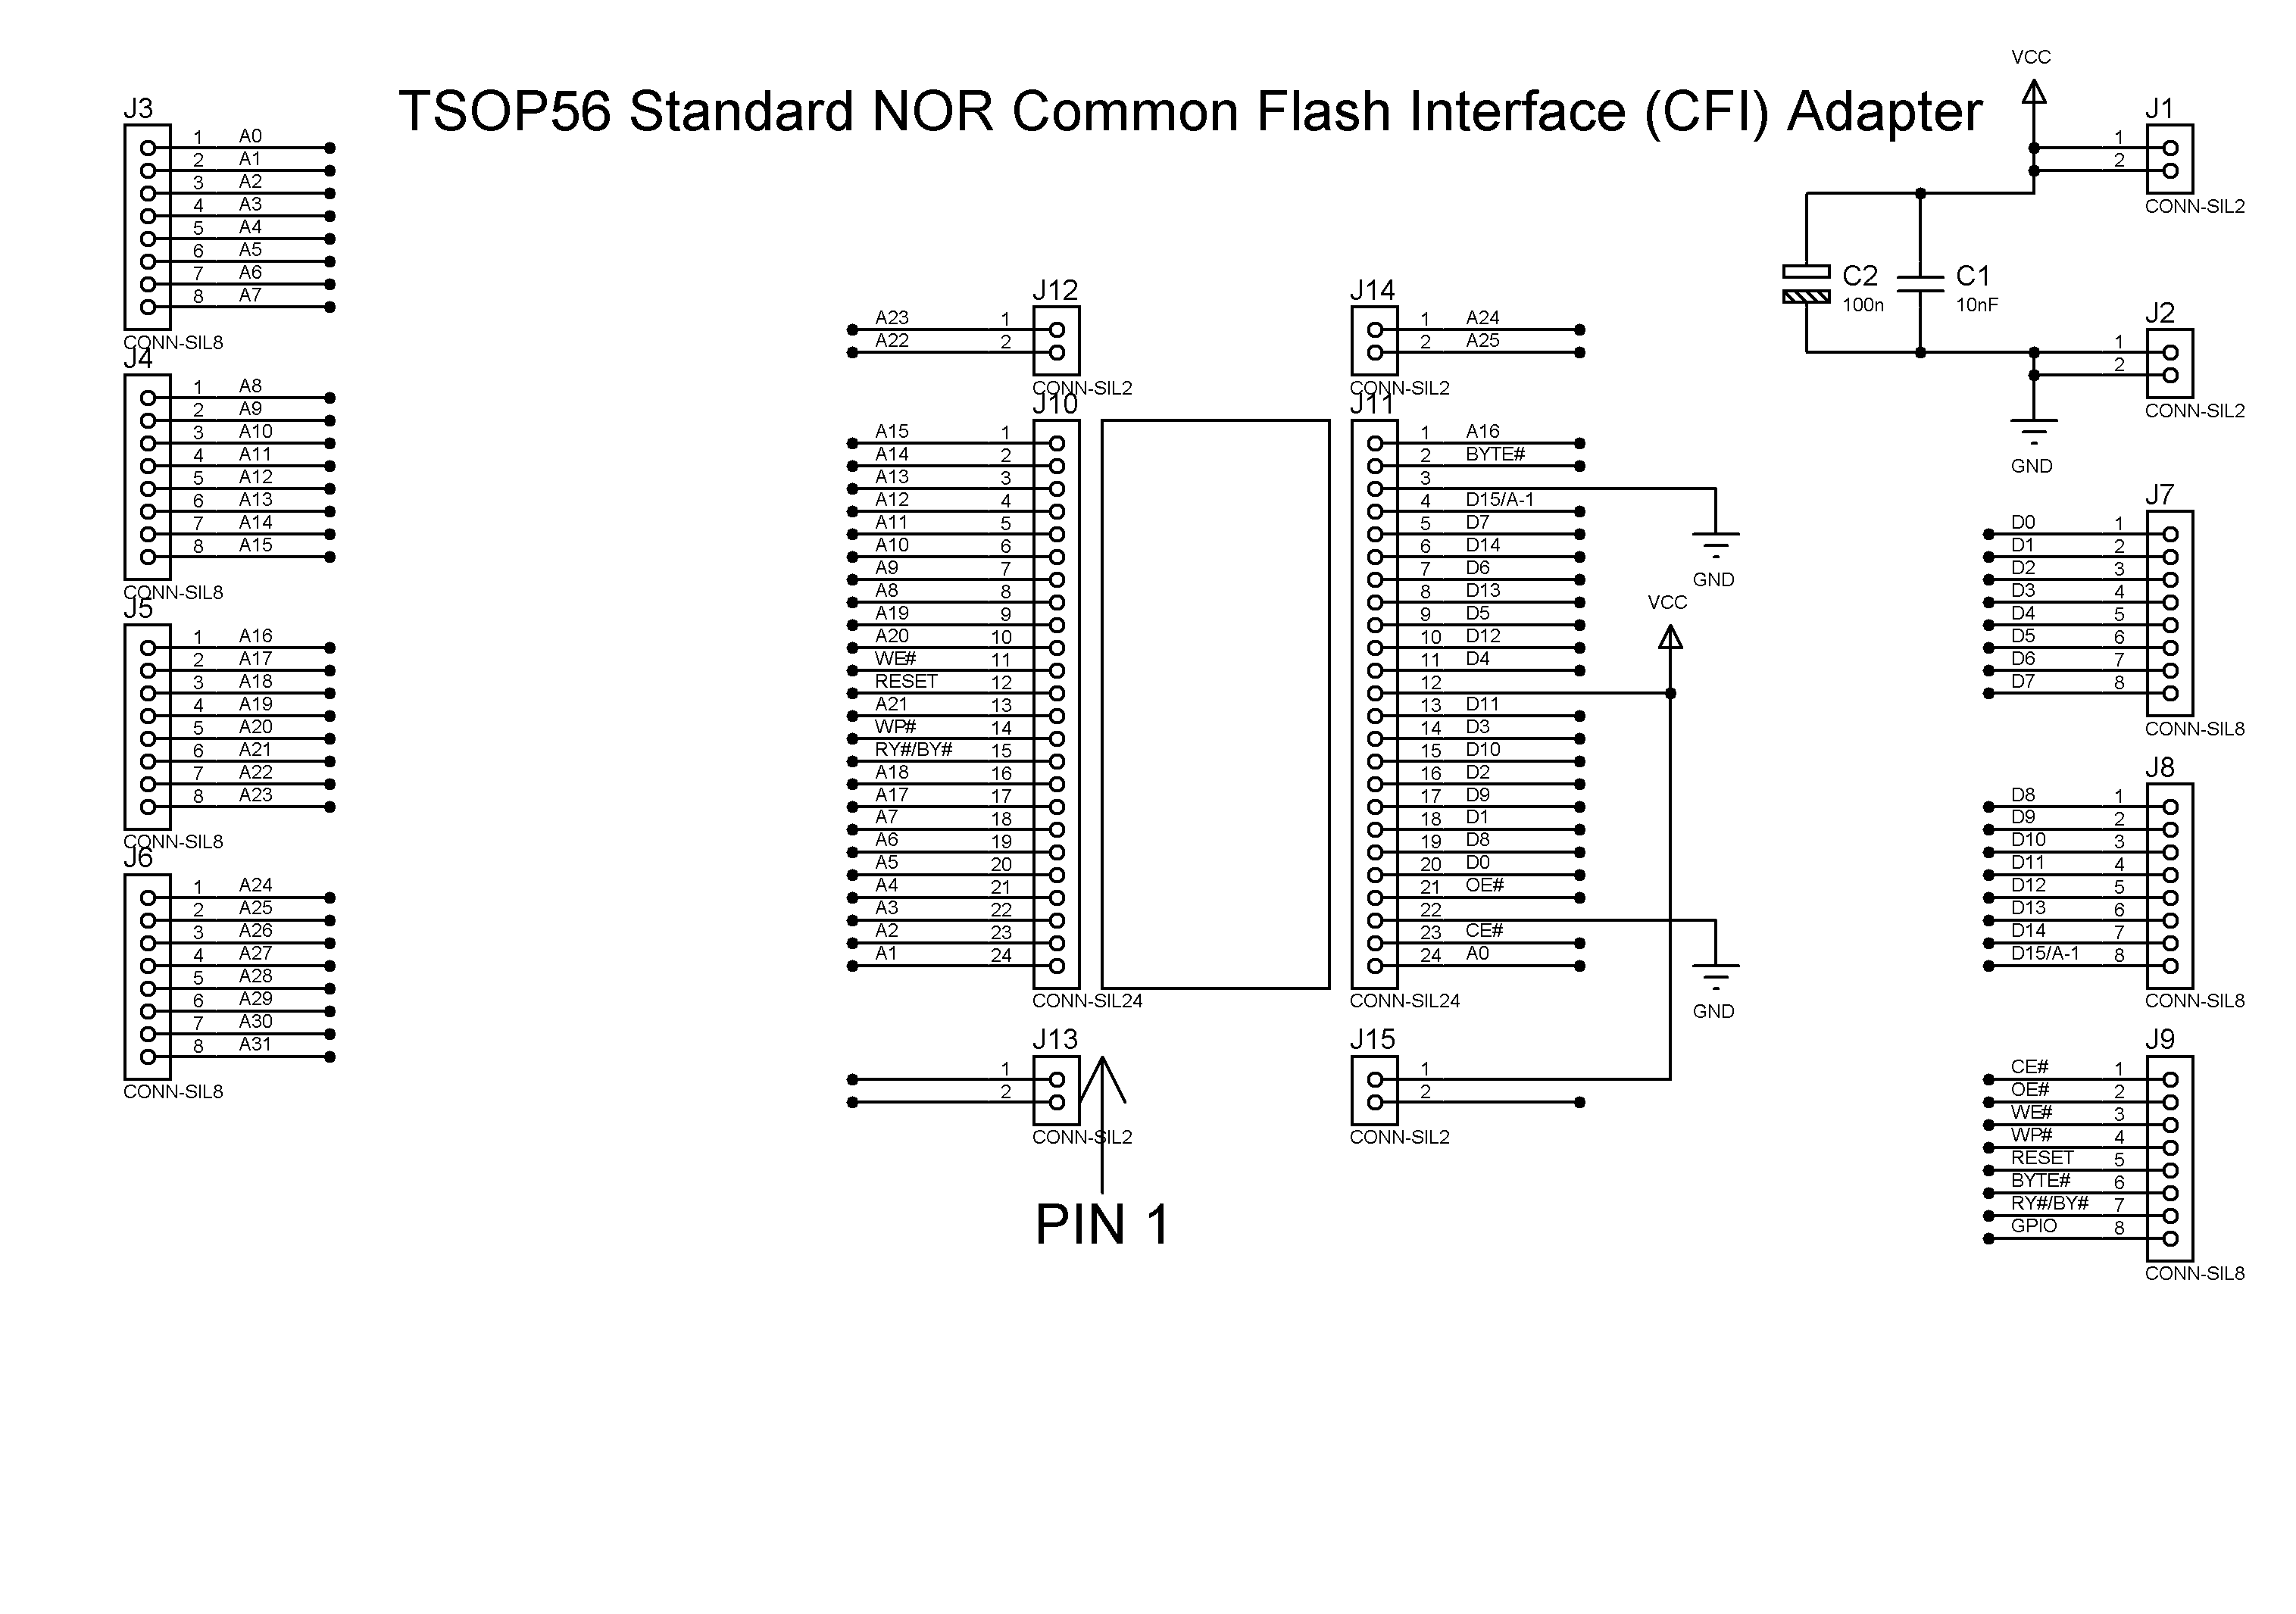 TSOP56 Standard NOR Common Flash Interface (CFI) Adapter
J3
1 A0
2 A1
3 A2
4 A3
5 A4
6 A5
7 A6
8 A7
CONN-SIL8
J4
1 A8
2 A9
3 A10
4 A11
5 A12
6 A13
7 A14
8 A15
CONN-SIL8
J5
1 A16
2 A17
3 A18
4 A19
5 A20
6 A21
7 A22
8 A23
CONN-SIL8
J6
1 A24
2 A25
3 A26
4 A27
5 A28
6 A29
7 A30
8 A31
CONN-SIL8
J12
A23 1
A22 2
CONN-SIL2
J10
A15 1
A14 2
A13 3
A12 4
A11 5
A10 6
A9 7
A8 8
A19 9
A20 10
WE# 11
RESET 12
A21 13
WP# 14
RY#/BY# 15
A18 16
A17 17
A7 18
A6 19
A5 20
A4 21
A3 22
A2 23
A1 24
CONN-SIL24
J13
1
2
CONN-SIL2
PIN 1
J14
1 A24
2 A25
CONN-SIL2
J11
1 A16
2 BYTE#
3
4 D15/A-1
5 D7
6 D14
7 D6
8 D13
9 D5
10 D12
11 D4
12
13 D11
14 D3
15 D10
16 D2
17 D9
18 D1
19 D8
20 D0
21 OE#
22
23 CE#
24 A0
CONN-SIL24
GND
VCC
GND
J15
1
2
CONN-SIL2
VCC
J1
1
2
CONN-SIL2
C2
100n
C1
10nF
J2
1
2
CONN-SIL2
GND
J7
D0 1
D1 2
D2 3
D3 4
D4 5
D5 6
D6 7
D7 8
CONN-SIL8
J8
D8 1
D9 2
D10 3
D11 4
D12 5
D13 6
D14 7
D15/A-1 8
CONN-SIL8
J9
CE# 1
OE# 2
WE# 3
WP# 4
RESET 5
BYTE# 6
RY#/BY# 7
GPIO 8
CONN-SIL8